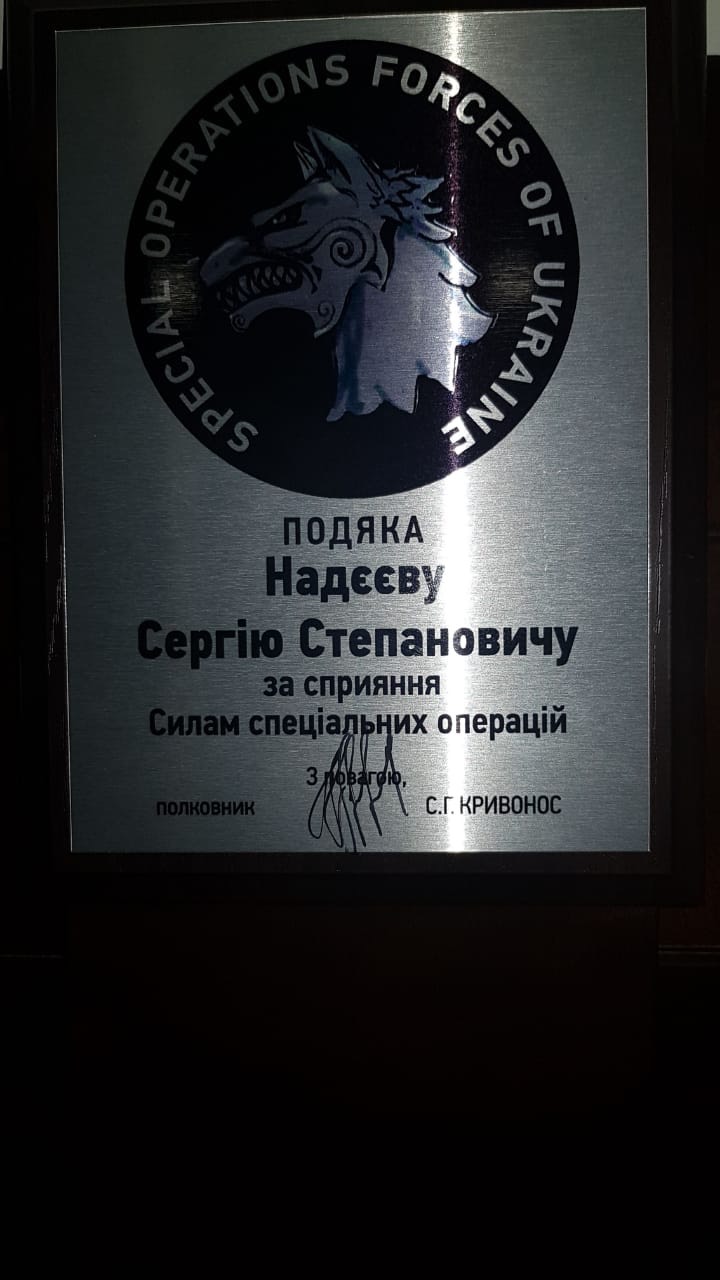 SPECIAL OPERATIONS FORCES OF UKRAINE
ПОДЯКА
Надєєву
Сергію Степановичу
за сприяння
Силам спеціальних операцій
З повагою,
полковник С.Г. КРИВОНОС